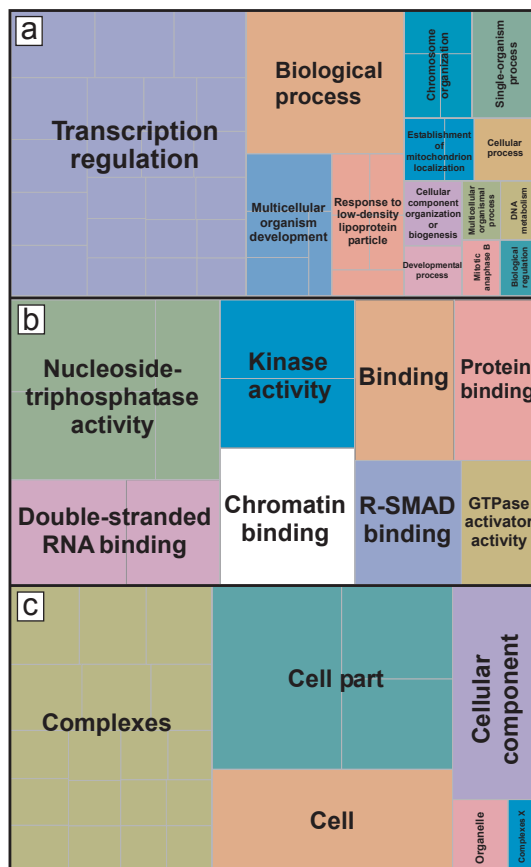 a
Transcription
regulation
Biological
process
Chromosome
organization
Single-organism
process
Establishment
of
mitochondrion
localization
Cellular
process
Multicellular
organism
development
Response to
low-density
lipoprotein
particle
Cellular
component
organization or
biogenesis
Multicellular
organismal
process
DNA
metabolism
Developmental
process
Mitotic
anaphase B
Biological
regulation
b
Nucleoside-
triphosphatase
activity
Kinase
activity
Binding
Protein
binding
Double-stranded
RNA binding
Chromatin
binding
R-SMAD
binding
GTPase
activator
activity
c
Complexes
Cell part
Cellular
component
Cell
Organelle
Complexes X